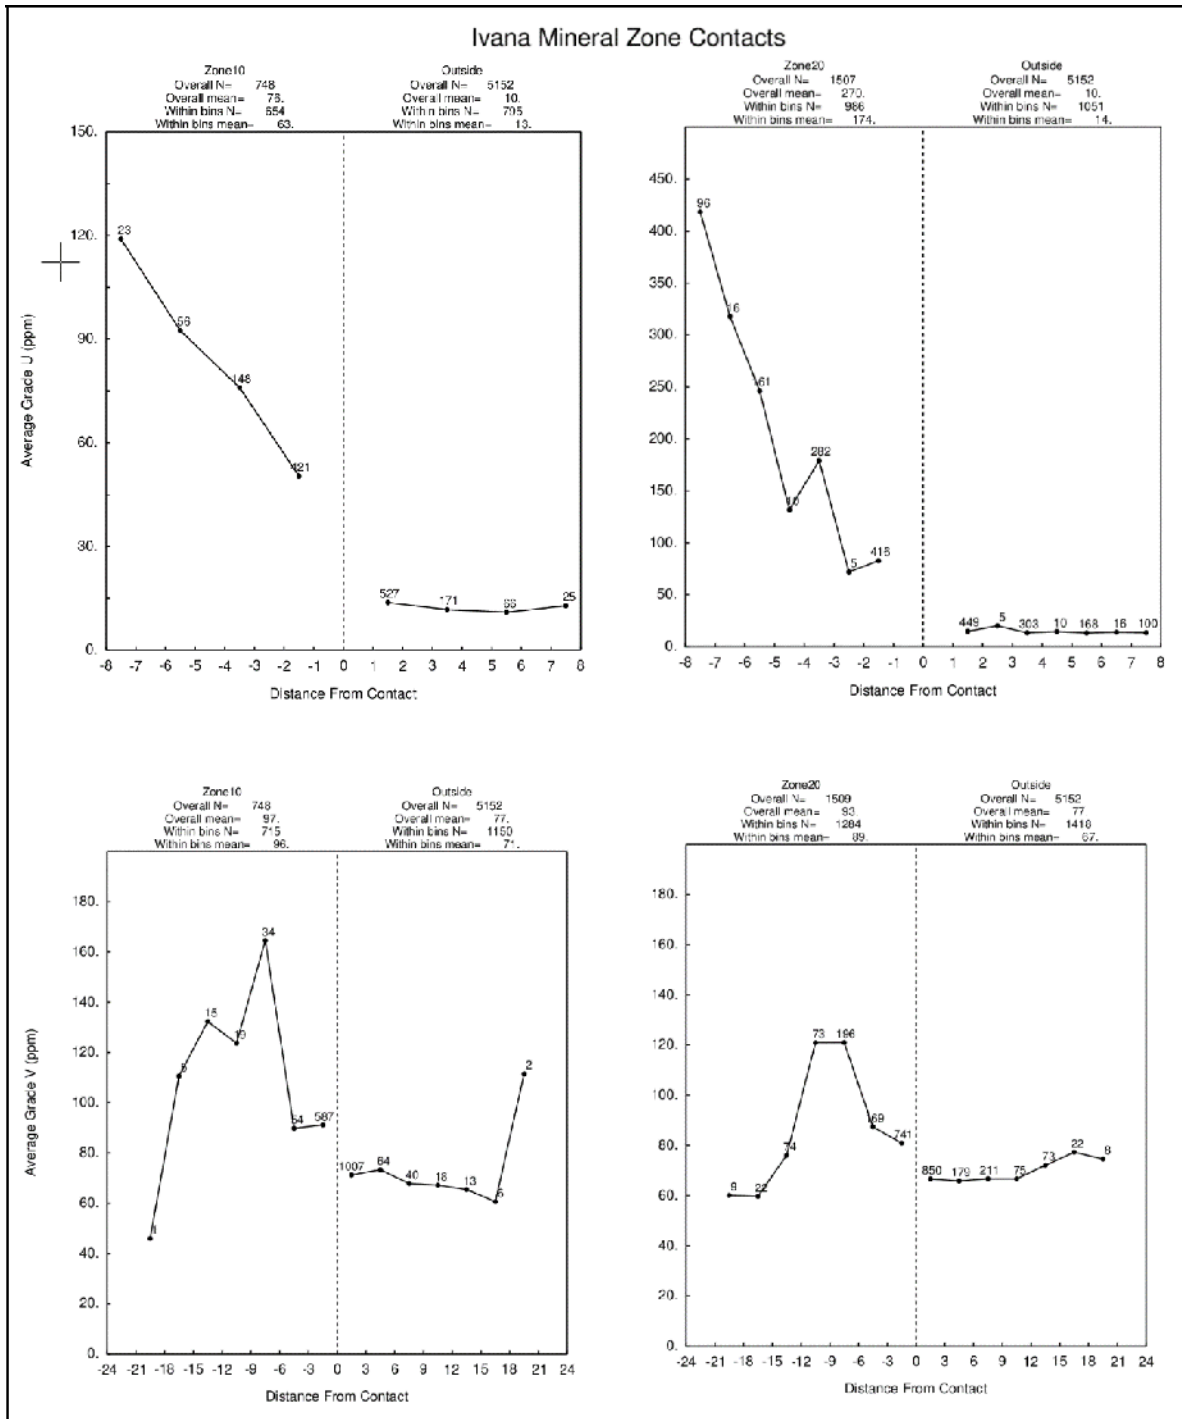 Ivana Mineral Zone Contacts
Zone10 Outside
Overall N= 748 Overall N= 5152
Overall mean= 76. Overall mean= 10.
Within bins N= 654 Within bins N= 795
Within bins mean= 63. Within bins mean= 13.
Zone20 Outside
Overall N= 1507 Overall N= 5152
Overall mean= 270. Overall mean= 10.
Within bins N= 986 Within bins N= 1051
Within bins mean= 174. Within bins mean= 14.
150.
120.
90.
60.
30.
0.
Average Grade U (ppm)
23
56
148
421
527 171 66 25
-8 -7 -6 -5 -4 -3 -2 -1 0 1 2 3 4 5 6 7 8
Distance From Contact
450.
400.
350.
300.
250.
200.
150.
100.
50.
0.
96
16
61
10
282
5
416
449 5 303 10 168 16 100
-8 -7 -6 -5 -4 -3 -2 -1 0 1 2 3 4 5 6 7 8
Distance From Contact
Zone10 Outside
Overall N= 748 Overall N= 5152
Overall mean= 97. Overall mean= 77.
Within bins N= 715 Within bins N= 1150
Within bins mean= 96. Within bins mean= 71.
Zone20 Outside
Overall N= 1509 Overall N= 5152
Overall mean= 93 Overall mean= 77
Within bins N= 1284 Within bins N= 1418
Within bins mean= 89. Within bins mean= 67.
180.
160.
140.
120.
100.
80.
60.
40.
20.
0.
Average Grade V (ppm)
1
5
15
19
34
54
587
1007 64 40 18 13 6 2
-24 -21 -18 -15 -12 -9 -6 -3 0 3 6 9 12 15 18 21 24
Distance From Contact
180.
160.
140.
120.
100.
80.
60.
40.
20.
0.
9
22
74
73
196
69
741
850 179 211 75 73 22 8
-24 -21 -18 -15 -12 -9 -6 -3 0 3 6 9 12 15 18 21 24
Distance From Contact